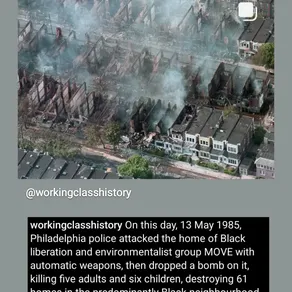 @workingclasshistory
workingclasshistory On this day, 13 May 1985,
Philadelphia police attacked the home of Black
liberation and environmentalist group MOVE with
automatic weapons, then dropped a bomb on it,
killing five adults and six children, destroying 61
homes in the predominantly Black neighbourhood